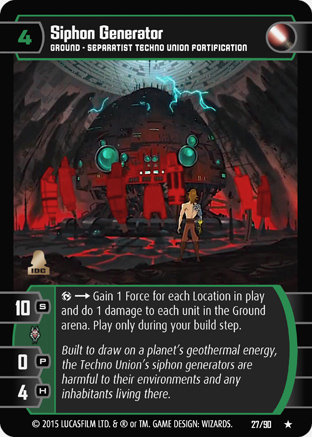 4
Siphon Generator
GROUND - SEPARATIST TECHNO UNION FORTIFICATION
IDC
10 S
→ Gain 1 Force for each Location in play
and do 1 damage to each unit in the Ground
arena. Play only during your build step.
0 P
4 H
Built to draw on a planet's geothermal energy,
the Techno Union's siphon generators are
harmful to their environments and any
inhabitants living there.
© 2015 LUCASFILM LTD. & ® or TM. GAME DESIGN: WIZARDS.
27/90 ★